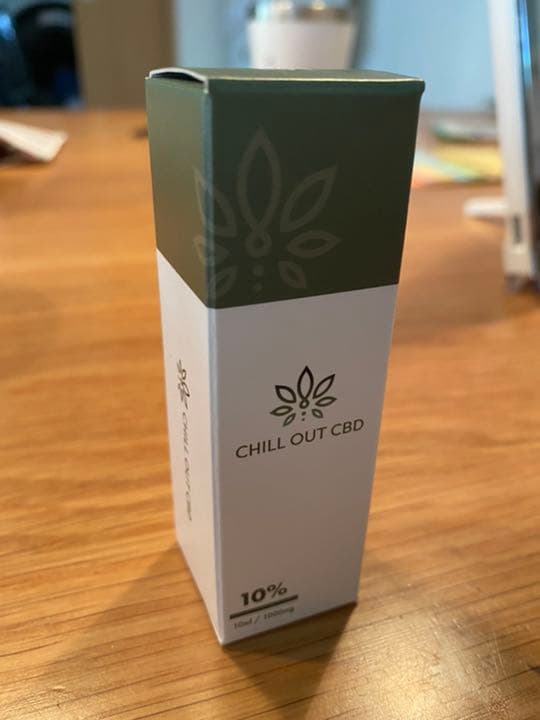 CHILL OUT CBD
CHILL OUT CBD
10%
10ml / 1000mg